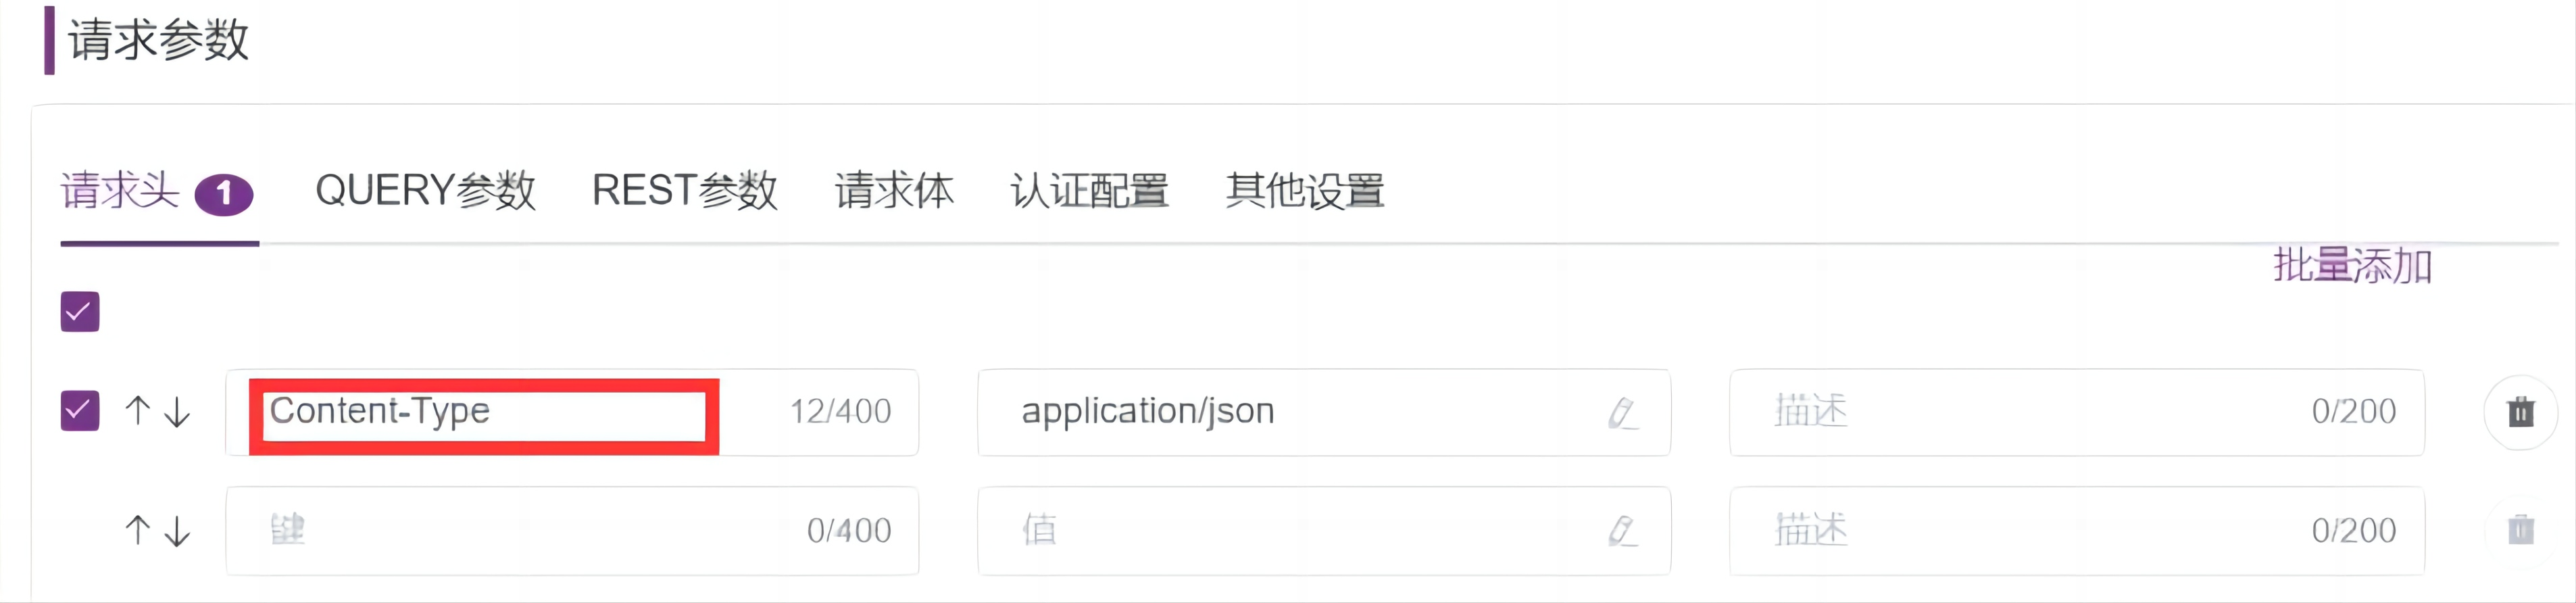 请求参数
请求头 1 QUERY参数 REST参数 请求体 认证配置 其他设置
批量添加
Content-Type 12/400 application/json 描述 0/200
键 0/400 值 描述 0/200